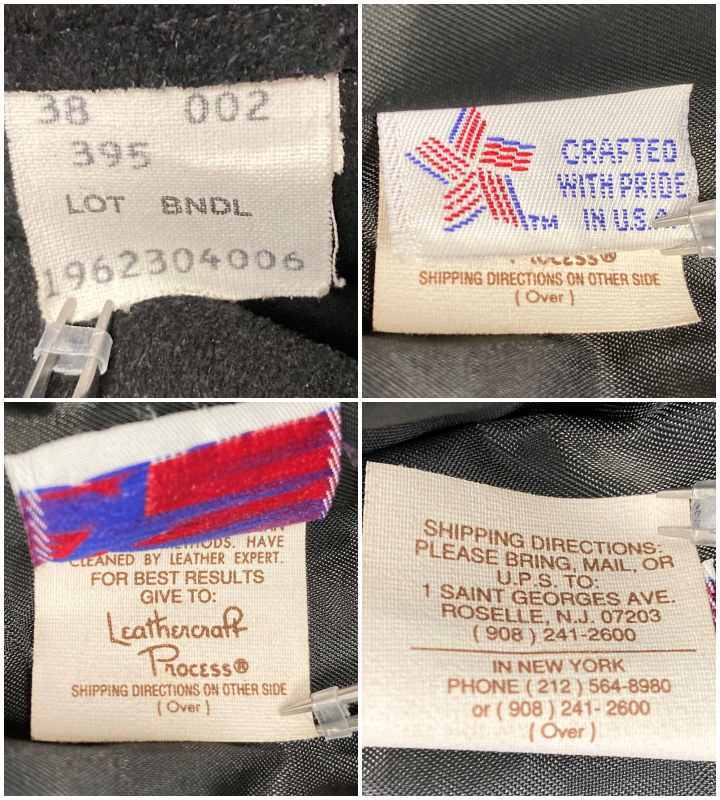 38 002
395
LOT BNDL
1962304006
CRAFTED
WITH PRIDE
IN U.S.A.
TM
Process®
SHIPPING DIRECTIONS ON OTHER SIDE
( Over )
METHODS. HAVE
CLEANED BY LEATHER EXPERT.
FOR BEST RESULTS
GIVE TO:
Leathercraft
Process®
SHIPPING DIRECTIONS ON OTHER SIDE
( Over )
SHIPPING DIRECTIONS:
PLEASE BRING, MAIL, OR
U.P.S. TO:
1 SAINT GEORGES AVE.
ROSELLE, N.J. 07203
( 908 ) 241-2600
IN NEW YORK
PHONE ( 212 ) 564-8980
or ( 908 ) 241- 2600
( Over )